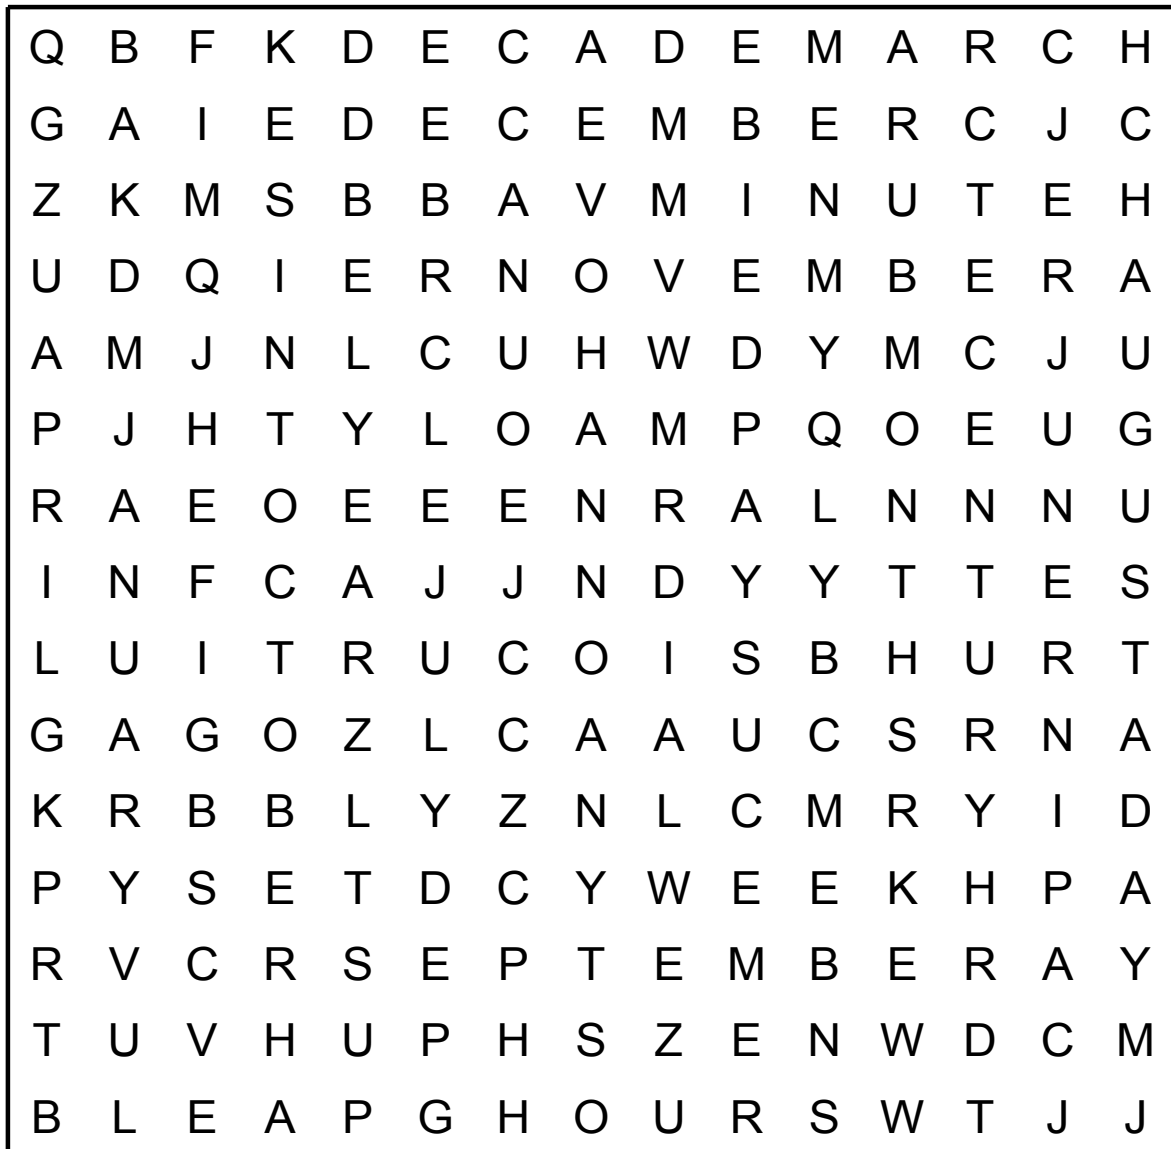 Q B F K D E C A D E M A R C H
G A I E D E C E M B E R C J C
Z K M S B B A V M I N U T E H
U D Q I E R N O V E M B E R A
A M J N L C U H W D Y M C J U
P J H T Y L O A M P Q O E U G
R A E O E E E N R A L N N N U
I N F C A J J N D Y Y T T E S
L U I T R U C O I S B H U R T
G A G O Z L C A A U C S R N A
K R B B L Y Z N L C M R Y I D
P Y S E T D C Y W E E K H P A
R V C R S E P T E M B E R A Y
T U V H U P H S Z E N W D C M
B L E A P G H O U R S W T J J